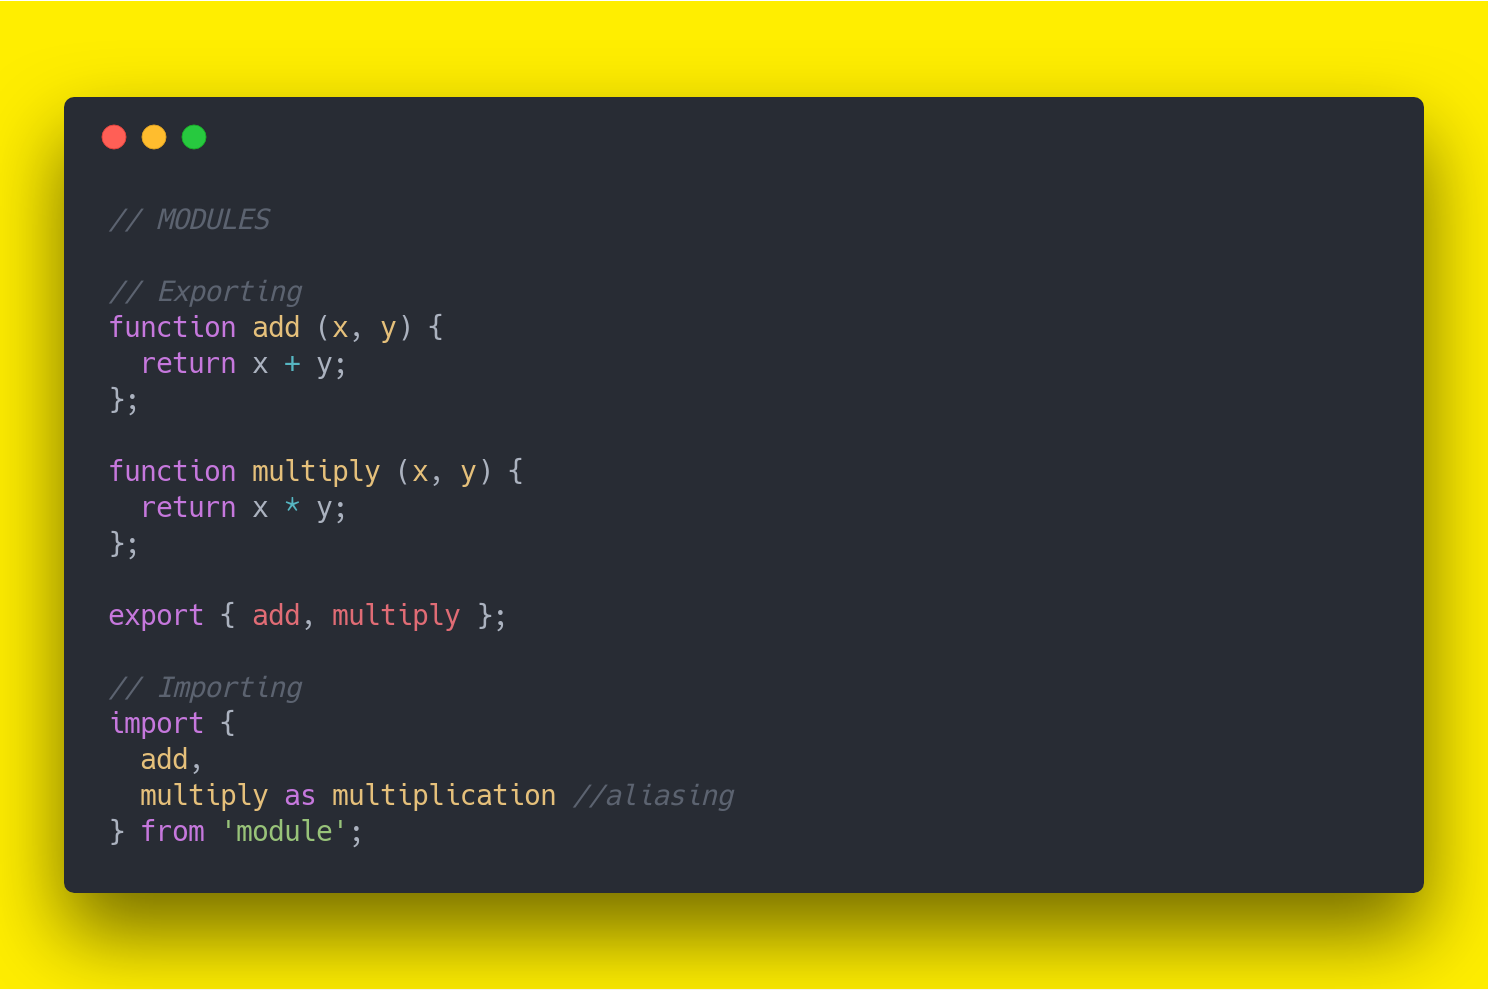 // MODULES
// Exporting
function add (x, y) {
  return x + y;
};
function multiply (x, y) {
  return x * y;
};
export { add, multiply };
// Importing
import {
  add,
  multiply as multiplication //aliasing
} from 'module';